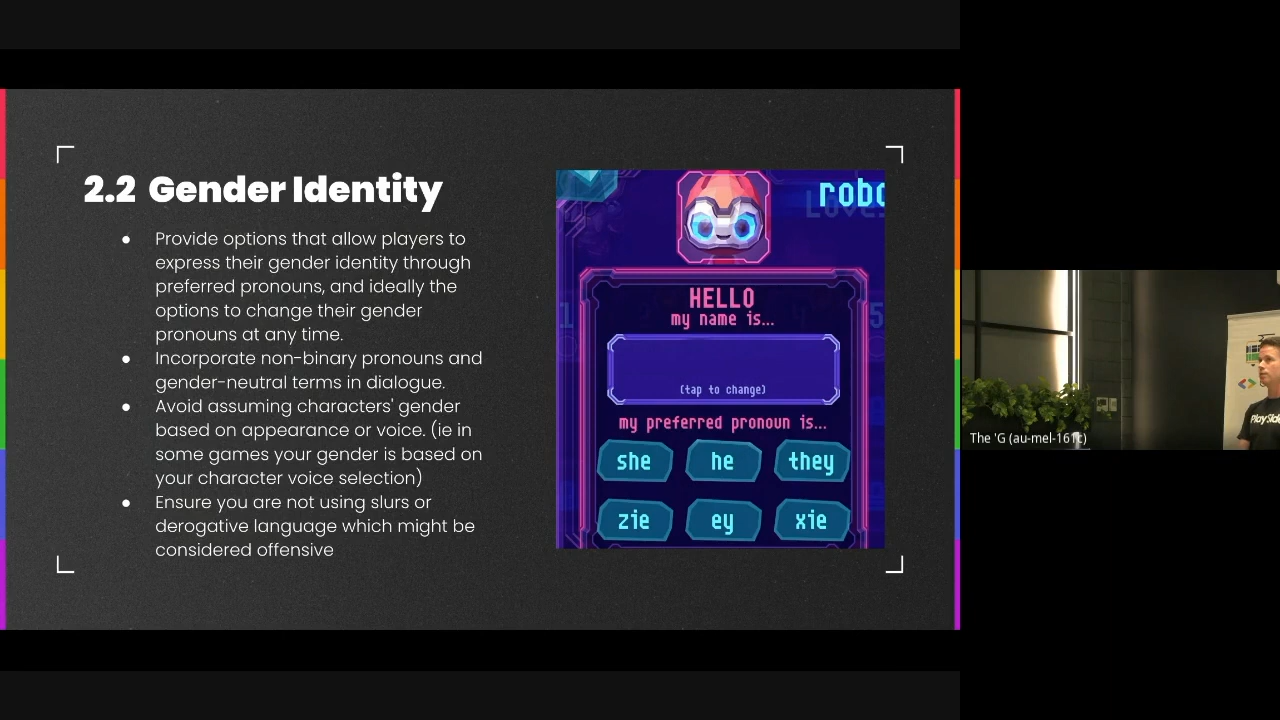 2.2 Gender Identity
● Provide options that allow players to
express their gender identity through
preferred pronouns, and ideally the
options to change their gender
pronouns at any time.
● Incorporate non-binary pronouns and
gender-neutral terms in dialogue.
● Avoid assuming characters' gender
based on appearance or voice. (ie in
some games your gender is based on
your character voice selection)
● Ensure you are not using slurs or
derogative language which might be
considered offensive
robo
Loves
HELLO
my name is...
(tap to change)
my preferred pronoun is...
she he they
zie ey xie
The 'G (au-mel-161c)